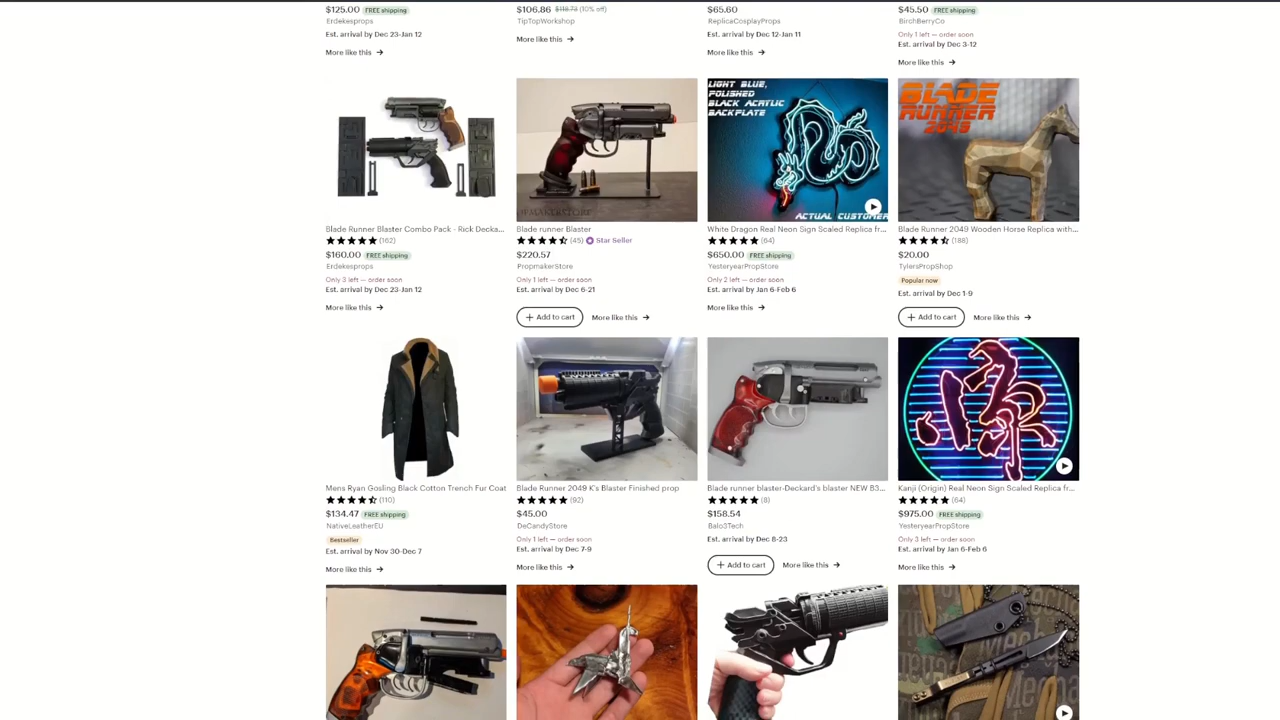 $125.00 FREE shipping
Erdekesprops
Est. arrival by Dec 23-Jan 12
More like this →
$106.86 $118.73 (10% off)
TipTopWorkshop
More like this →
$65.60
ReplicaCosplayProps
Est. arrival by Dec 12-Jan 11
More like this →
$45.50 FREE shipping
BirchBerryCo
Only 1 left — order soon
Est. arrival by Dec 3-12
More like this →
Blade Runner Blaster Combo Pack - Rick Decka...
(162)
$160.00 FREE shipping
Erdekesprops
Only 3 left — order soon
Est. arrival by Dec 23-Jan 12
More like this →
Blade runner Blaster
(45) Star Seller
$220.57
PropmakerStore
Only 1 left — order soon
Est. arrival by Dec 6-21
+ Add to cart More like this →
LIGHT BLUE,
POLISHED
BLACK ACRYLIC
BACKPLATE
ACTUAL CUSTOMER
White Dragon Real Neon Sign Scaled Replica fr...
(64)
$650.00 FREE shipping
YesteryearPropStore
Only 2 left — order soon
Est. arrival by Jan 6-Feb 6
More like this →
BLADE
RUNNER
2049
Blade Runner 2049 Wooden Horse Replica with...
(188)
$20.00
TylersPropShop
Popular now
Est. arrival by Dec 1-9
+ Add to cart More like this →
Mens Ryan Gosling Black Cotton Trench Fur Coat
(110)
$134.47 FREE shipping
NativeLeatherEU
Bestseller
Est. arrival by Nov 30-Dec 7
More like this →
Blade Runner 2049 K's Blaster Finished prop
(92)
$45.00
DeCandyStore
Only 1 left — order soon
Est. arrival by Dec 7-9
More like this →
Blade runner blaster-Deckard's blaster NEW B3...
(8)
$158.54
Balo3Tech
Est. arrival by Dec 8-23
+ Add to cart More like this →
Kanji (Origin) Real Neon Sign Scaled Replica fr...
(64)
$975.00 FREE shipping
YesteryearPropStore
Only 3 left — order soon
Est. arrival by Jan 6-Feb 6
More like this →